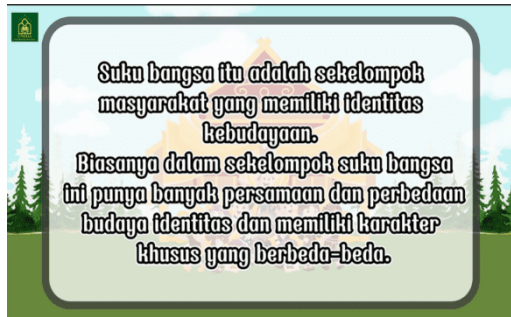 Suku bangsa itu adalah sekelompok
masyarakat yang memiliki identitas
kebudayaan.
Biasanya dalam sekelompok suku bangsa
ini punya banyak persamaan dan perbedaan
budaya identitas dan memiliki karakter
khusus yang berbeda-beda.